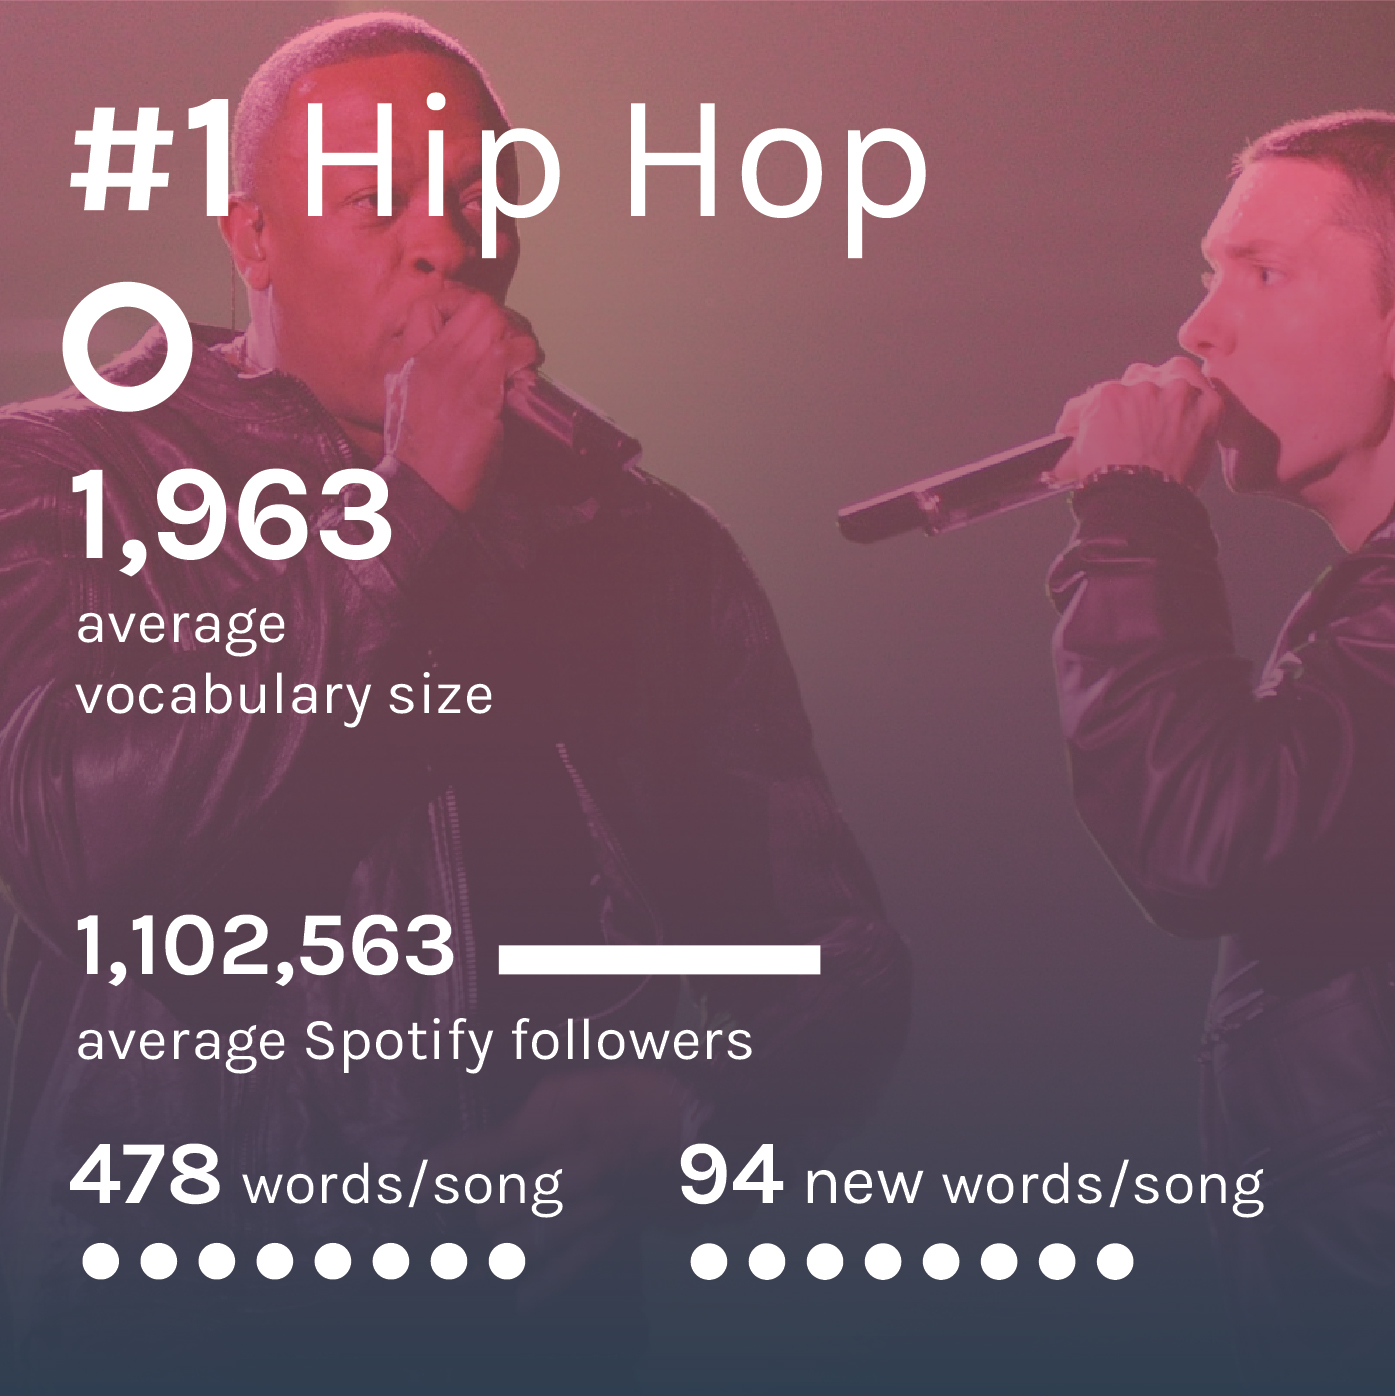 #1 Hip Hop
1,963
average
vocabulary size
1,102,563
average Spotify followers
478 words/song
94 new words/song